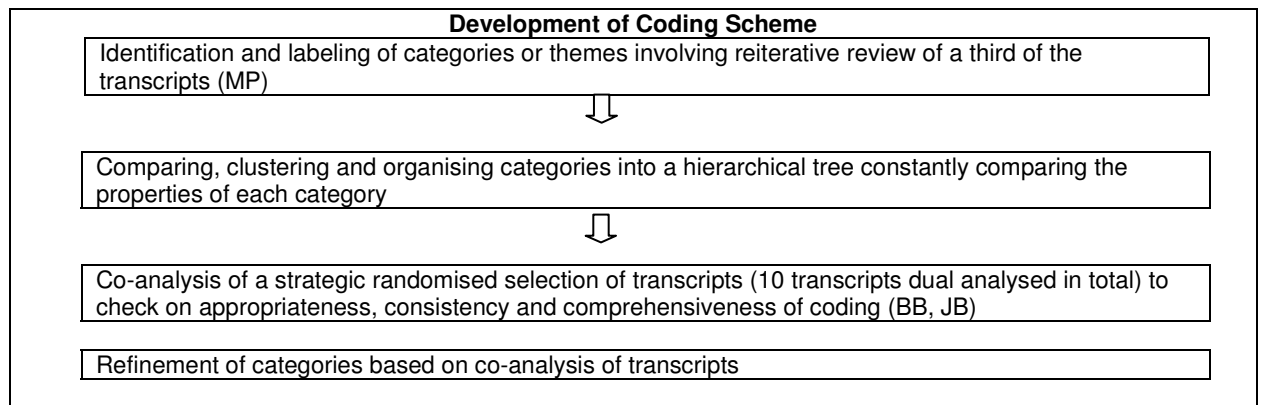 Development of Coding Scheme
Identification and labeling of categories or themes involving reiterative review of a third of the
transcripts (MP)
Comparing, clustering and organising categories into a hierarchical tree constantly comparing the
properties of each category
Co-analysis of a strategic randomised selection of transcripts (10 transcripts dual analysed in total) to
check on appropriateness, consistency and comprehensiveness of coding (BB, JB)
Refinement of categories based on co-analysis of transcripts